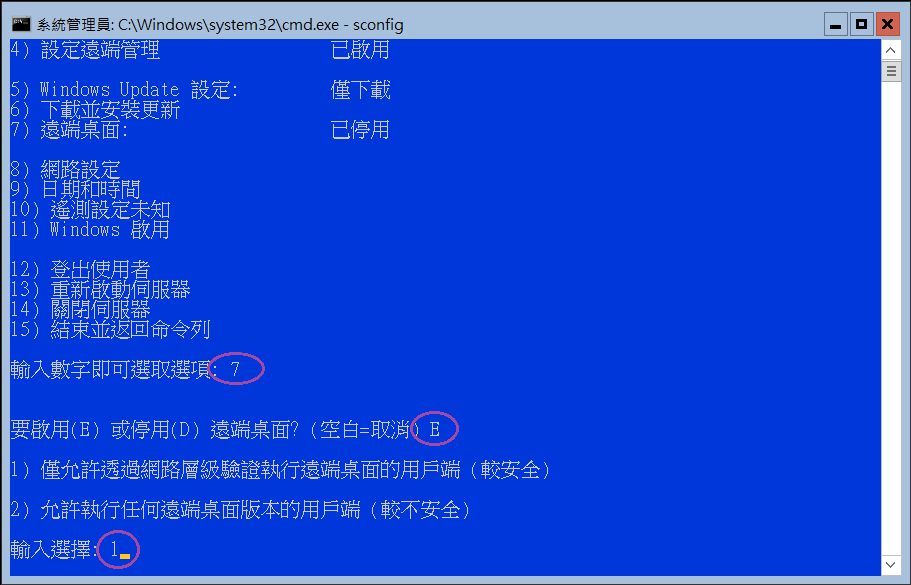 系統管理員: C:\Windows\system32\cmd.exe - sconfig
4) 設定遠端管理 已啟用
5) Windows Update 設定: 僅下載
6) 下載並安裝更新
7) 遠端桌面: 已停用
8) 網路設定
9) 日期和時間
10) 遙測設定未知
11) Windows 啟用
12) 登出使用者
13) 重新啟動伺服器
14) 關閉伺服器
15) 結束並返回命令列
輸入數字即可選取選項: 7
要啟用(E) 或停用(D) 遠端桌面? (空白=取消) E
1) 僅允許透過網路層級驗證執行遠端桌面的用戶端 (較安全)
2) 允許執行任何遠端桌面版本的用戶端 (較不安全)
輸入選擇: 1